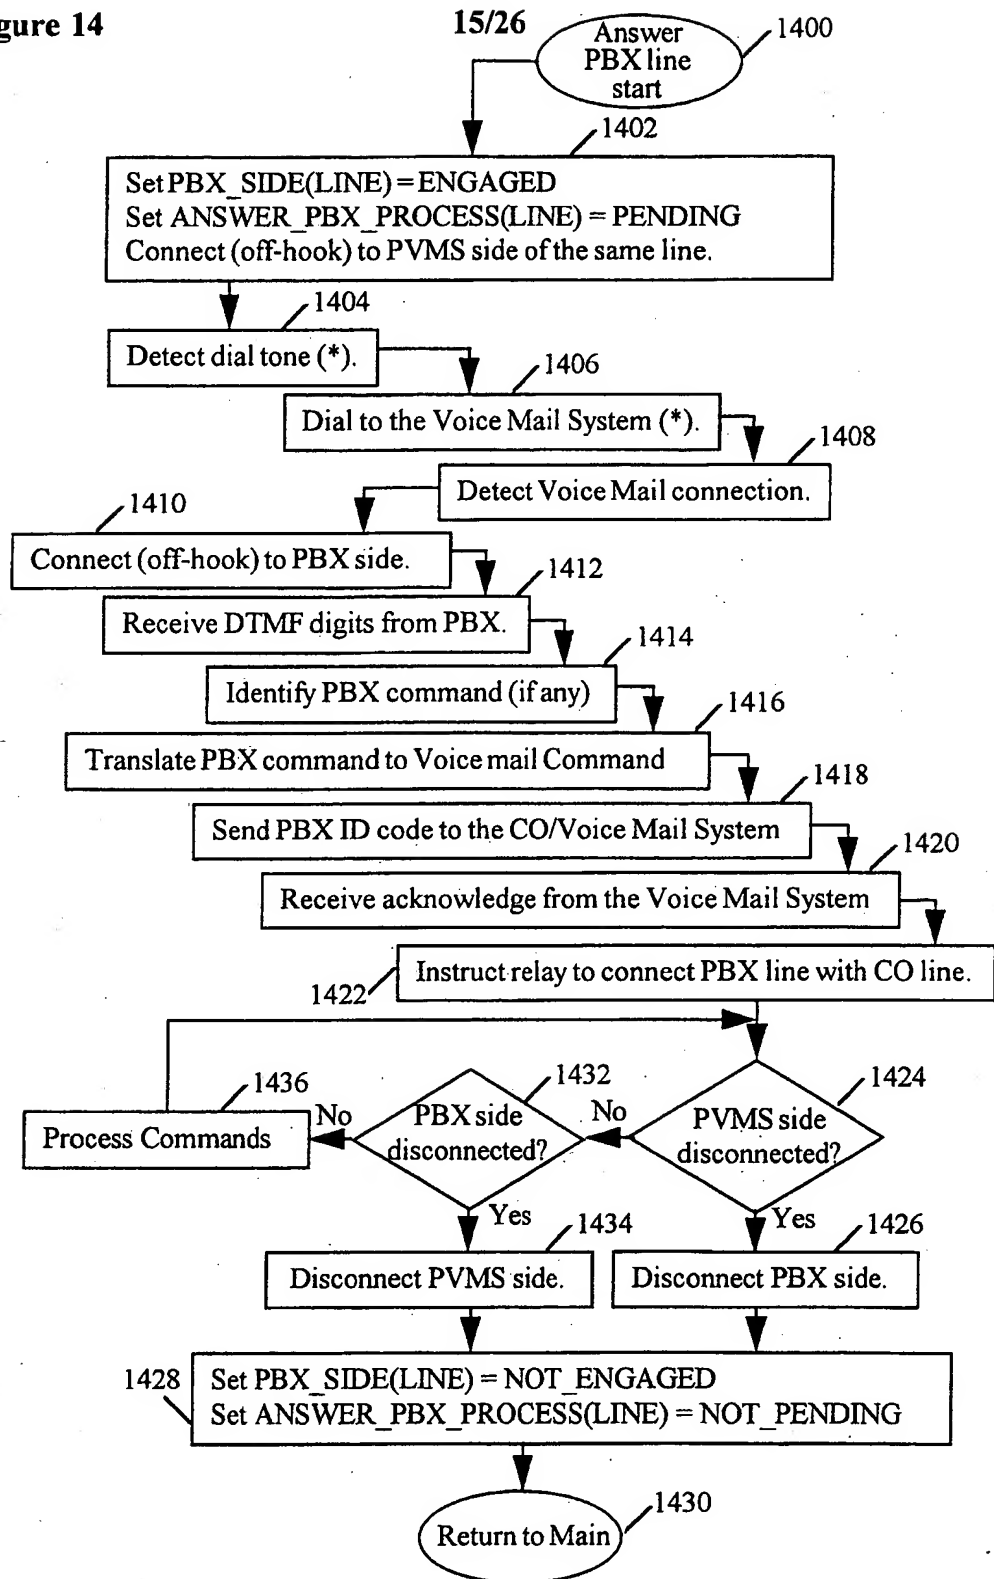 gure 14
15/26
Answer
PBX line
start
1400
1402
Set PBX_SIDE(LINE) = ENGAGED
Set ANSWER_PBX_PROCESS(LINE) = PENDING
Connect (off-hook) to PVMS side of the same line.
1404
Detect dial tone (*).
1406
Dial to the Voice Mail System (*).
1408
Detect Voice Mail connection.
1410
Connect (off-hook) to PBX side.
1412
Receive DTMF digits from PBX.
1414
Identify PBX command (if any)
1416
Translate PBX command to Voice mail Command
1418
Send PBX ID code to the CO/Voice Mail System
1420
Receive acknowledge from the Voice Mail System
Instruct relay to connect PBX line with CO line.
1422
1436
Process Commands
No
1432
PBX side
disconnected?
No
1424
PVMS side
disconnected?
Yes
1434
Yes
1426
Disconnect PVMS side.
Disconnect PBX side.
1428
Set PBX_SIDE(LINE) = NOT_ENGAGED
Set ANSWER_PBX_PROCESS(LINE) = NOT_PENDING
1430
Return to Main